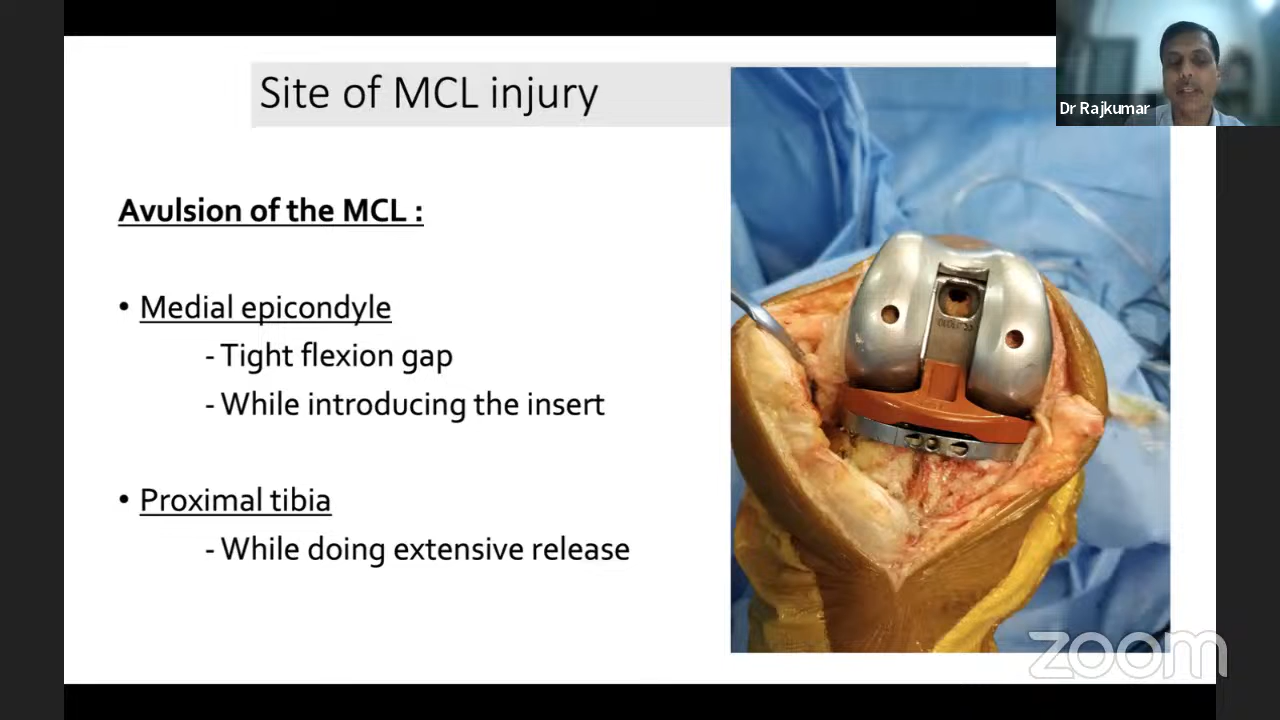 Site of MCL injury
Dr Rajkumar
Avulsion of the MCL :
• Medial epicondyle
- Tight flexion gap
- While introducing the insert
• Proximal tibia
- While doing extensive release
zoom